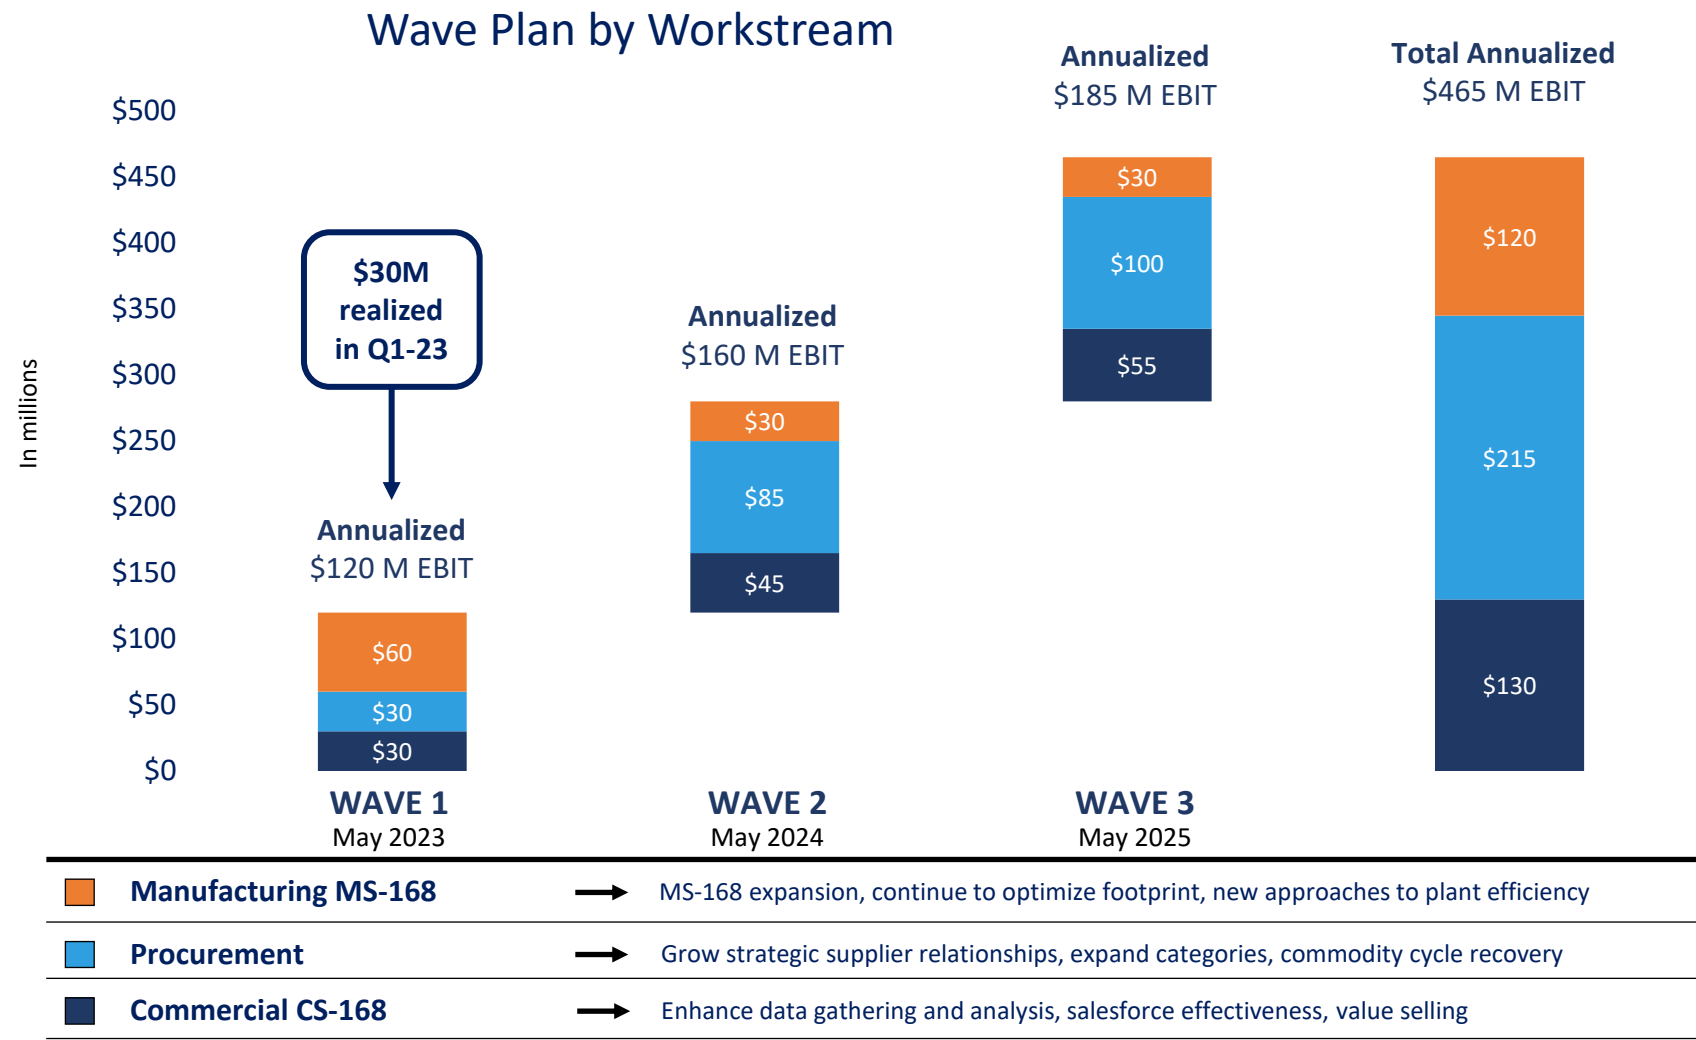 Wave Plan by Workstream
In millions
$500
$450
$400
$350
$300
$250
$200
$150
$100
$50
$0
$30M
realized
in Q1-23
Annualized
$120 M EBIT
$60
$30
$30
WAVE 1
May 2023
Annualized
$160 M EBIT
$30
$85
$45
WAVE 2
May 2024
Annualized
$185 M EBIT
$30
$100
$55
WAVE 3
May 2025
Total Annualized
$465 M EBIT
$120
$215
$130
Manufacturing MS-168 MS-168 expansion, continue to optimize footprint, new approaches to plant efficiency
Procurement Grow strategic supplier relationships, expand categories, commodity cycle recovery
Commercial CS-168 Enhance data gathering and analysis, salesforce effectiveness, value selling